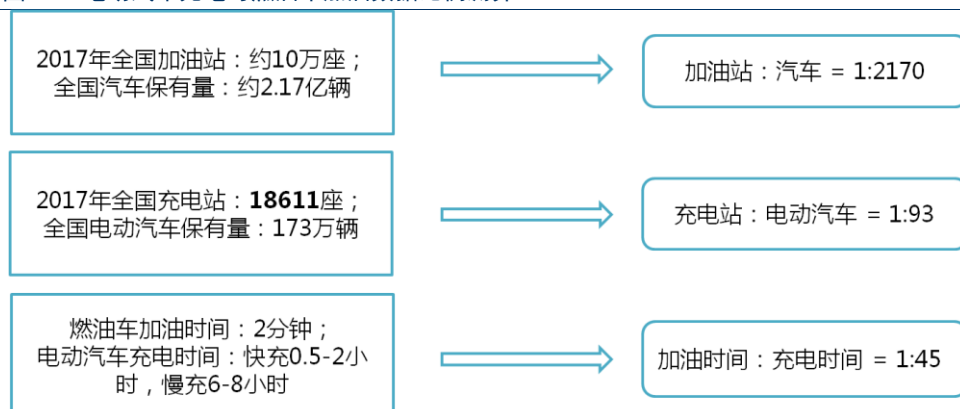 2017年全国加油站：约10万座；
全国汽车保有量：约2.17亿辆
加油站：汽车 = 1:2170
2017年全国充电站：18611座；
全国电动汽车保有量：173万辆
充电站：电动汽车 = 1:93
燃油车加油时间：2分钟；
电动汽车充电时间：快充0.5-2小
时，慢充6-8小时
加油时间：充电时间 = 1:45